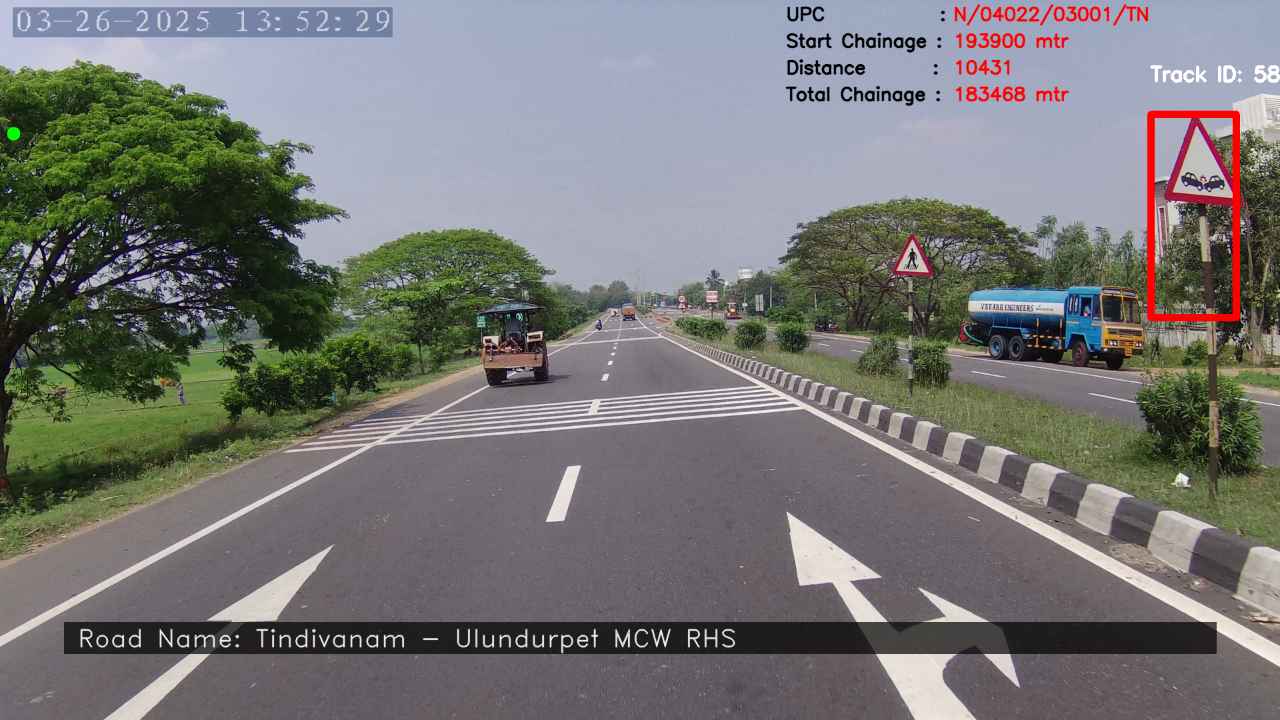 03-26-2025 13:52:29
UPC : N/04022/03001/TN
Start Chainage : 193900 mtr
Distance : 10431
Total Chainage : 183468 mtr
Track ID: 58
Road Name: Tindivanam - Ulundurpet MCW RHS